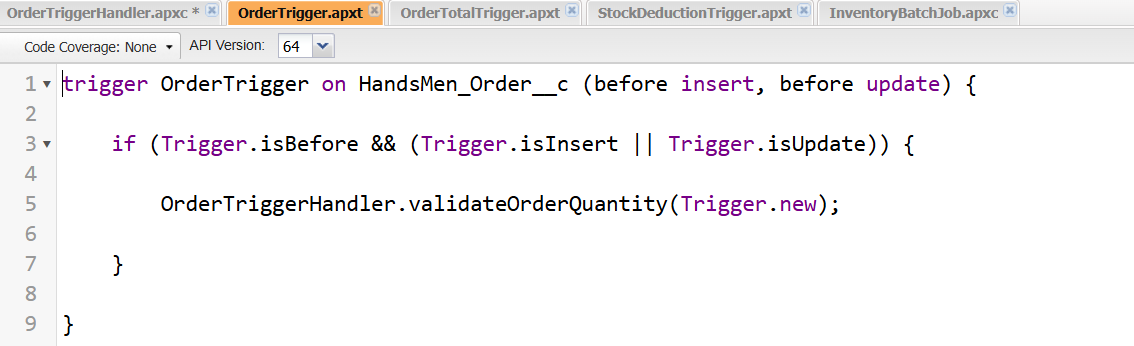 OrderTriggerHandler.apxc * OrderTrigger.apxt OrderTotalTrigger.apxt StockDeductionTrigger.apxt InventoryBatchJob.apxc
Code Coverage: None API Version: 64
1 trigger OrderTrigger on HandsMen_Order__c (before insert, before update) {
2
3 if (Trigger.isBefore && (Trigger.isInsert || Trigger.isUpdate)) {
4
5 OrderTriggerHandler.validateOrderQuantity(Trigger.new);
6
7 }
8
9 }